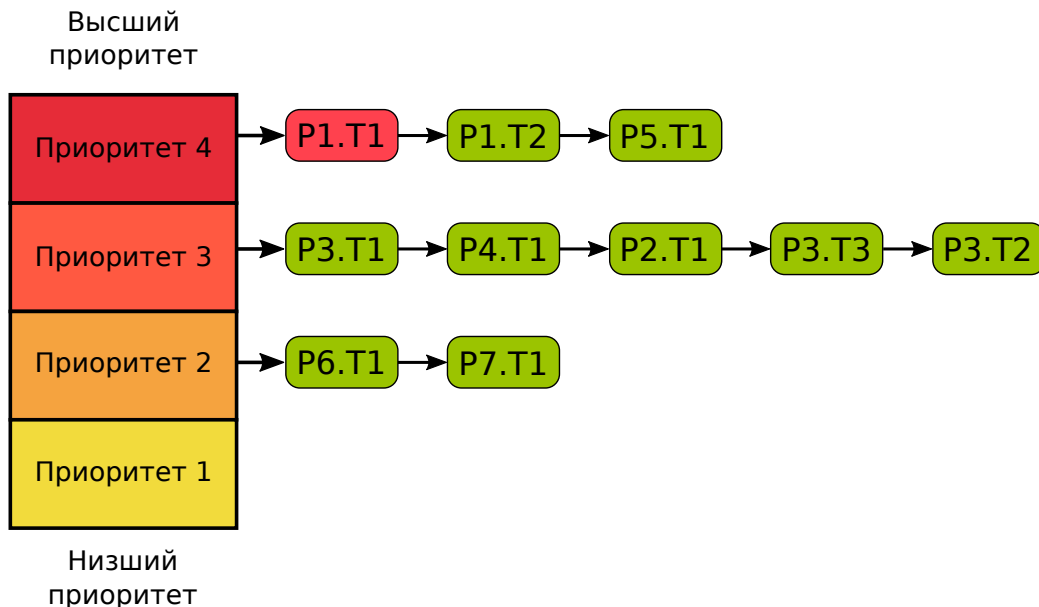 Высший
приоритет
Приоритет 4
P1.T1
P1.T2
P5.T1
Приоритет 3
P3.T1
P4.T1
P2.T1
P3.T3
P3.T2
Приоритет 2
P6.T1
P7.T1
Приоритет 1
Низший
приоритет